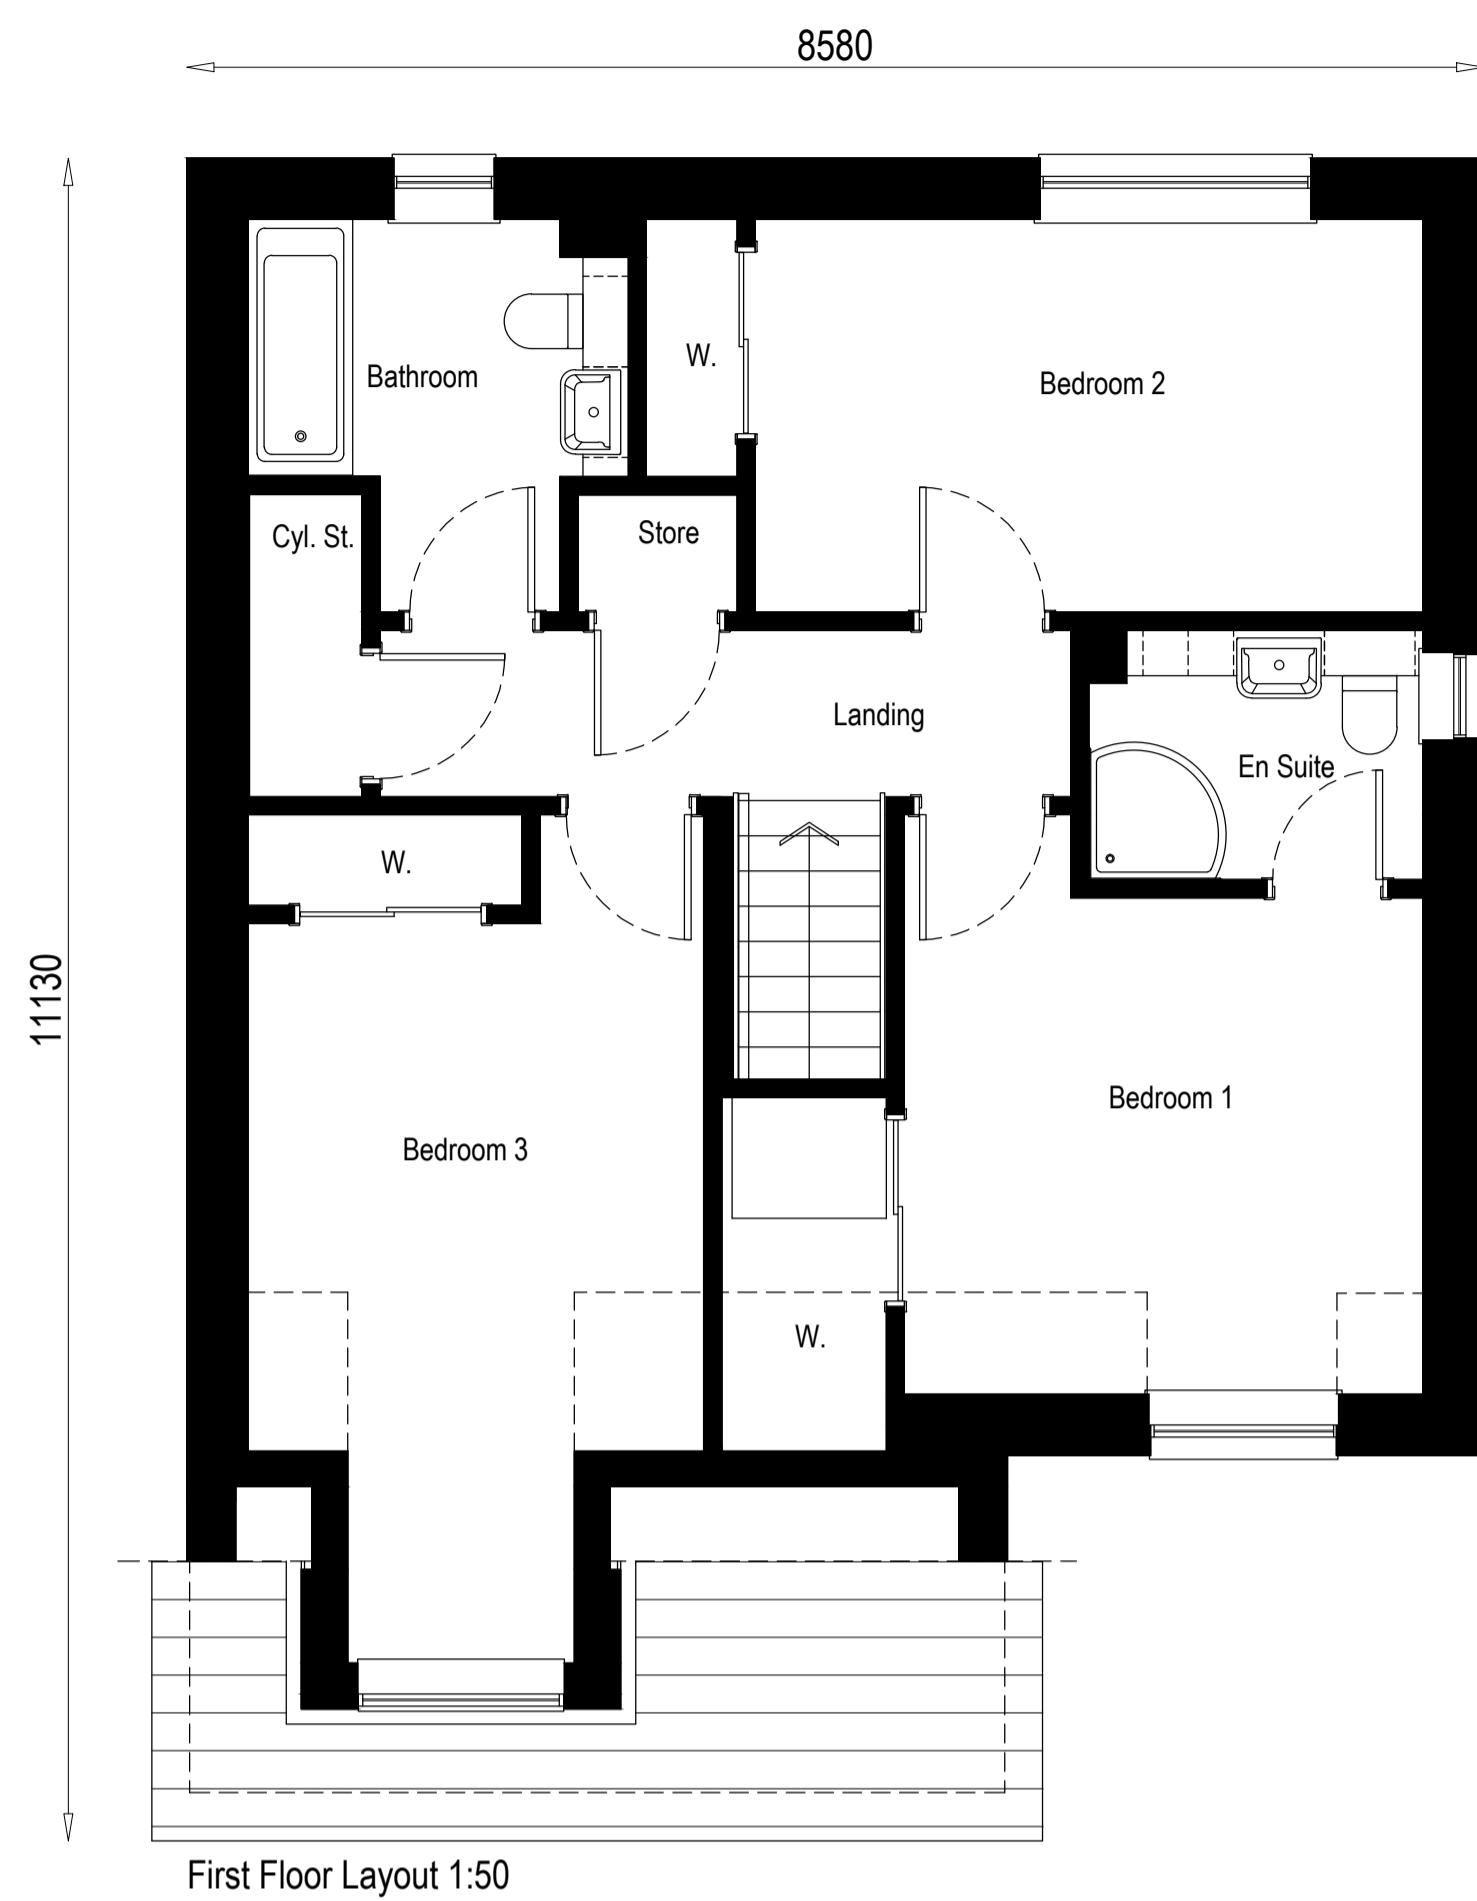 8580
W.
Bathroom
Bedroom 2
Cyl. St.
Store
Landing
En Suite
W.
11130
Bedroom 1
Bedroom 3
W.
First Floor Layout 1:50